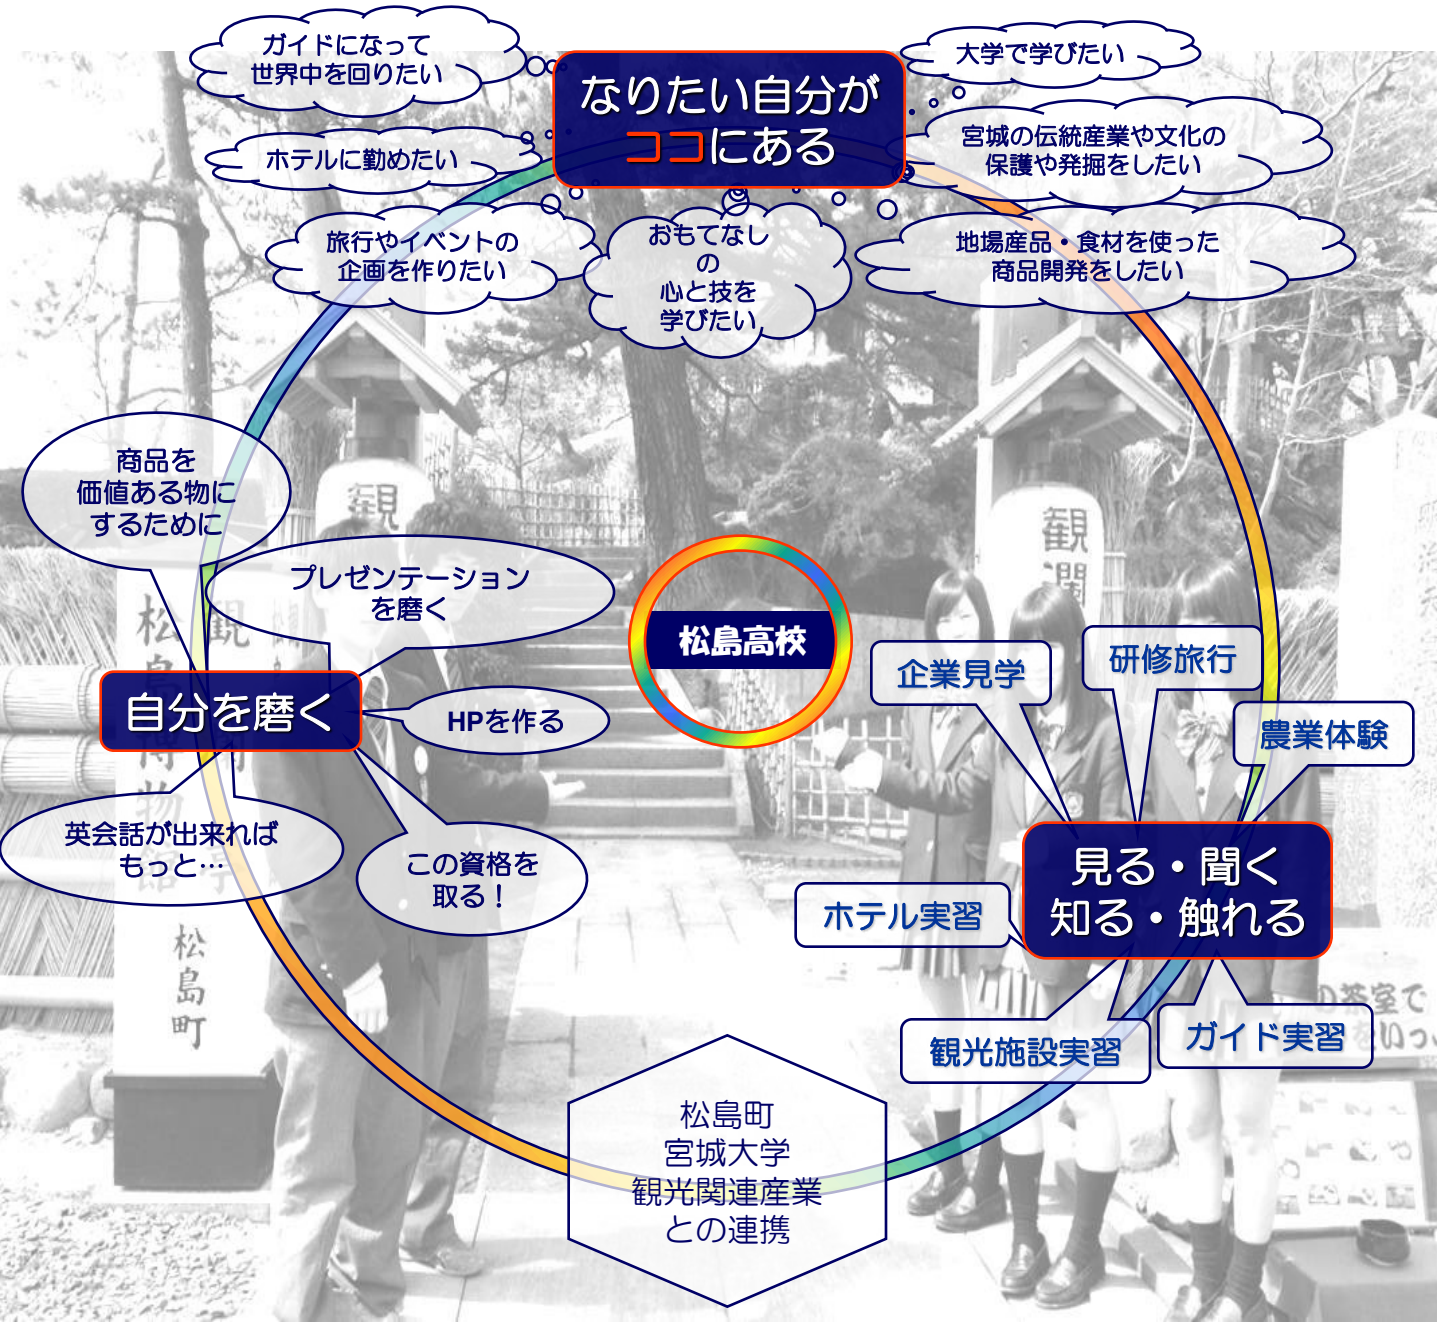 ガイドになって
世界中を回りたい
ホテルに勤めたい
旅行やイベントの
企画を作りたい
なりたい自分が
ココにある
おもてなし
の
心と技を
学びたい
大学で学びたい
宮城の伝統産業や文化の
保護や発掘をしたい
地場産品・食材を使った
商品開発をしたい
商品を
価値ある物に
するために
プレゼンテーション
を磨く
自分を磨く
HPを作る
英会話が出来れば
もっと…
この資格を
取る！
松島高校
企業見学
研修旅行
農業体験
見る・聞く
知る・触れる
ホテル実習
観光施設実習
ガイド実習
松島町
宮城大学
観光関連産業
との連携
観
観
瀾
松島博物館
松島町
の茶室で